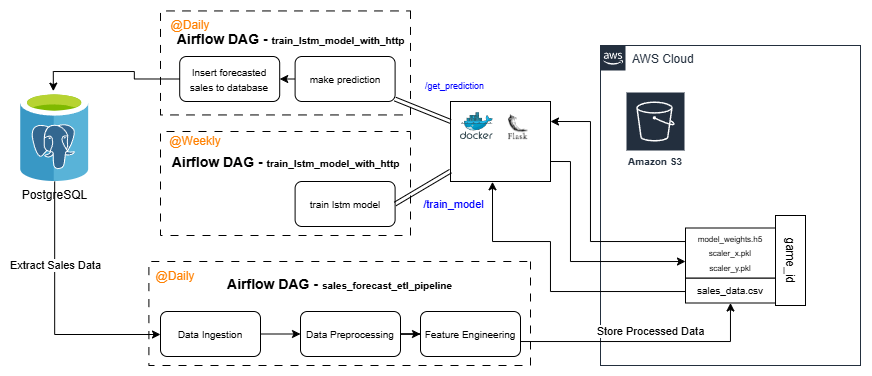 @Daily
Airflow DAG - train_lstm_model_with_http
Insert forecasted
sales to database
make prediction
/get_prediction
aws
AWS Cloud
docker
Flask
Amazon S3
PostgreSQL
@Weekly
Airflow DAG - train_lstm_model_with_http
train lstm model
/train_model
model_weights.h5
scaler_x.pkl
scaler_y.pkl
sales_data.csv
game_id
Extract Sales Data
@Daily
Airflow DAG - sales_forecast_etl_pipeline
Data Ingestion
Data Preprocessing
Feature Engineering
Store Processed Data